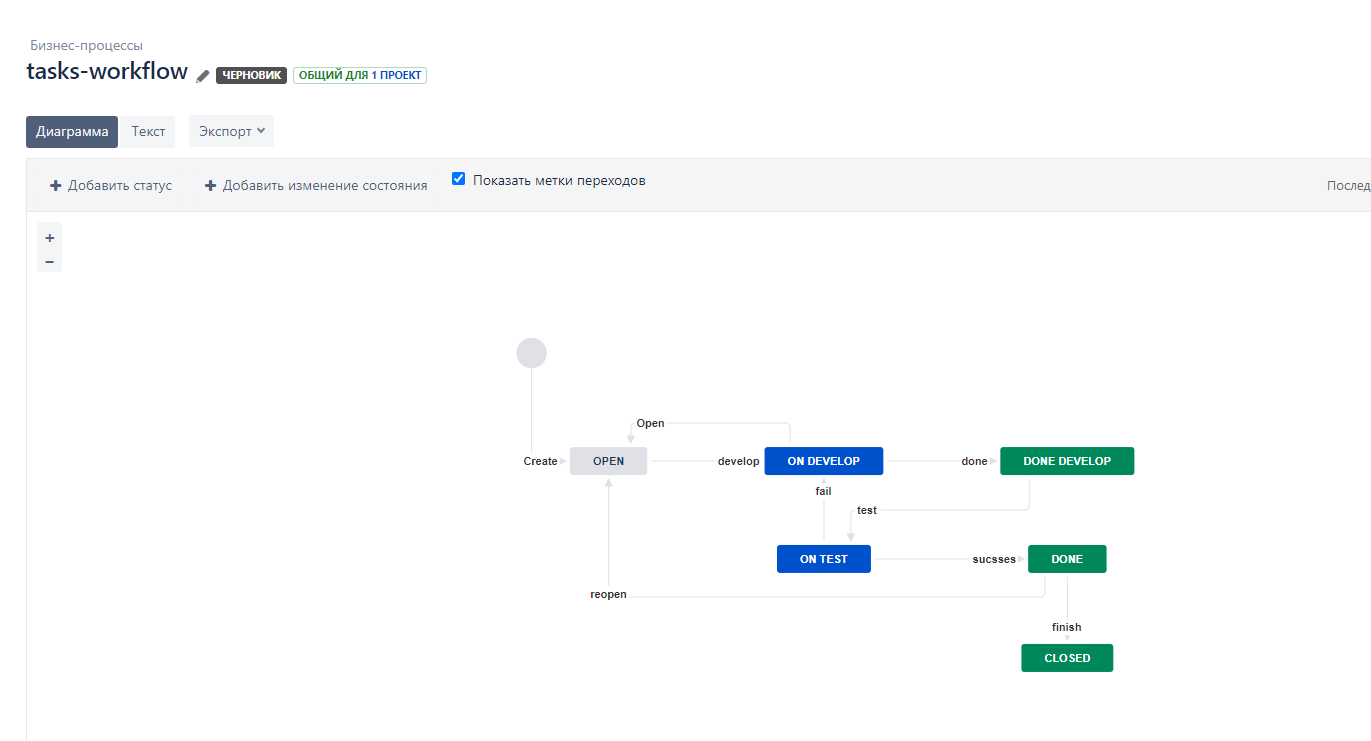 Бизнес-процессы
tasks-workflow ЧЕРНОВИК ОБЩИЙ ДЛЯ 1 ПРОЕКТ
Диаграмма Текст Экспорт
+ Добавить статус + Добавить изменение состояния Показать метки переходов Послед
+
−
Open
Create OPEN develop ON DEVELOP done DONE DEVELOP
fail
test
ON TEST sucsses DONE
reopen
finish
CLOSED